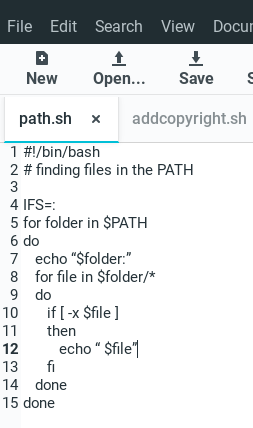 File Edit Search View Docu
New Open... Save S
path.sh × addcopyright.sh
1 #!/bin/bash
2 # finding files in the PATH
3
4 IFS=:
5 for folder in $PATH
6 do
7 echo “$folder:”
8 for file in $folder/*
9 do
10 if [ -x $file ]
11 then
12 echo “ $file”
13 fi
14 done
15 done